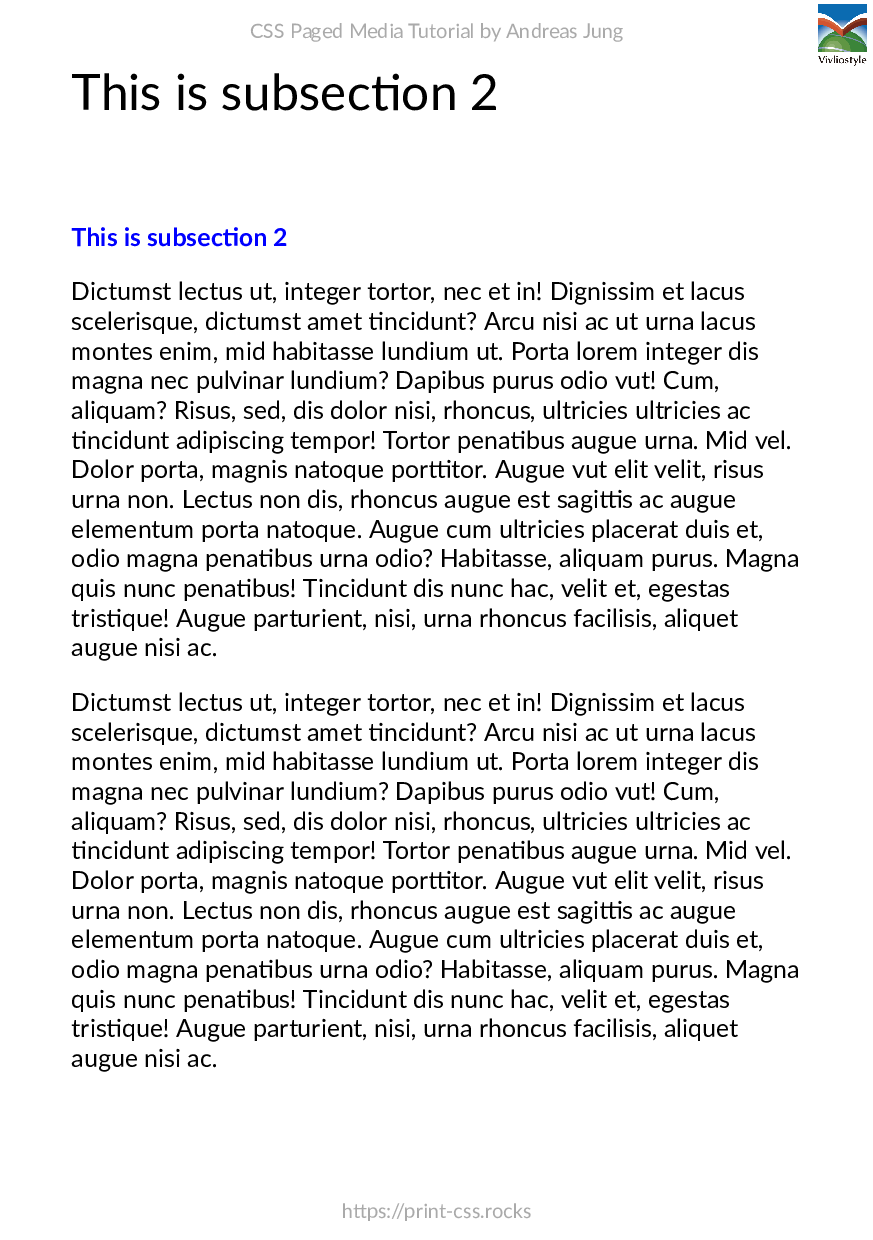 CSS Paged Media Tutorial by Andreas Jung
Vivliostyle
This is subsection 2
This is subsection 2
Dictumst lectus ut, integer tortor, nec et in! Dignissim et lacus
scelerisque, dictumst amet tincidunt? Arcu nisi ac ut urna lacus
montes enim, mid habitasse lundium ut. Porta lorem integer dis
magna nec pulvinar lundium? Dapibus purus odio vut! Cum,
aliquam? Risus, sed, dis dolor nisi, rhoncus, ultricies ultricies ac
tincidunt adipiscing tempor! Tortor penatibus augue urna. Mid vel.
Dolor porta, magnis natoque porttitor. Augue vut elit velit, risus
urna non. Lectus non dis, rhoncus augue est sagittis ac augue
elementum porta natoque. Augue cum ultricies placerat duis et,
odio magna penatibus urna odio? Habitasse, aliquam purus. Magna
quis nunc penatibus! Tincidunt dis nunc hac, velit et, egestas
tristique! Augue parturient, nisi, urna rhoncus facilisis, aliquet
augue nisi ac.
Dictumst lectus ut, integer tortor, nec et in! Dignissim et lacus
scelerisque, dictumst amet tincidunt? Arcu nisi ac ut urna lacus
montes enim, mid habitasse lundium ut. Porta lorem integer dis
magna nec pulvinar lundium? Dapibus purus odio vut! Cum,
aliquam? Risus, sed, dis dolor nisi, rhoncus, ultricies ultricies ac
tincidunt adipiscing tempor! Tortor penatibus augue urna. Mid vel.
Dolor porta, magnis natoque porttitor. Augue vut elit velit, risus
urna non. Lectus non dis, rhoncus augue est sagittis ac augue
elementum porta natoque. Augue cum ultricies placerat duis et,
odio magna penatibus urna odio? Habitasse, aliquam purus. Magna
quis nunc penatibus! Tincidunt dis nunc hac, velit et, egestas
tristique! Augue parturient, nisi, urna rhoncus facilisis, aliquet
augue nisi ac.
https://print-css.rocks